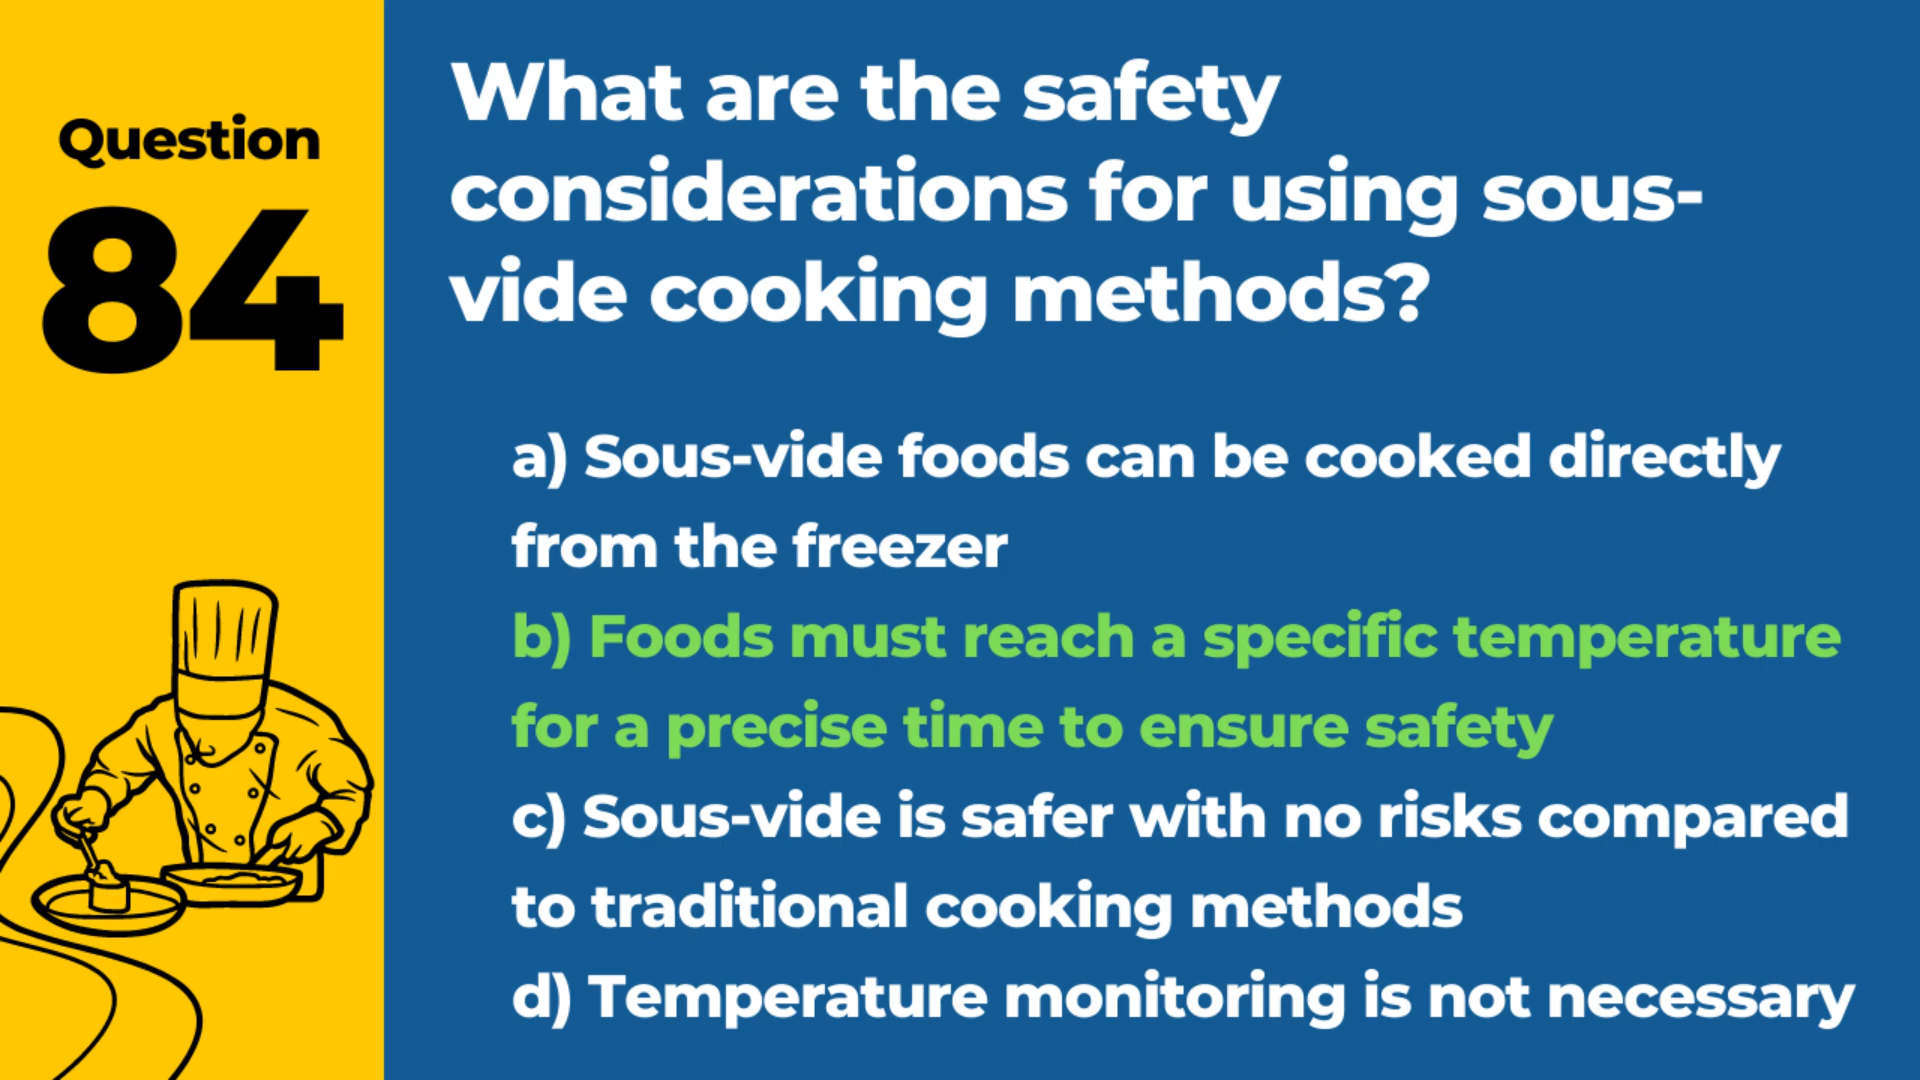 Question
84
What are the safety
considerations for using sous-
vide cooking methods?
a) Sous-vide foods can be cooked directly
from the freezer
b) Foods must reach a specific temperature
for a precise time to ensure safety
c) Sous-vide is safer with no risks compared
to traditional cooking methods
d) Temperature monitoring is not necessary